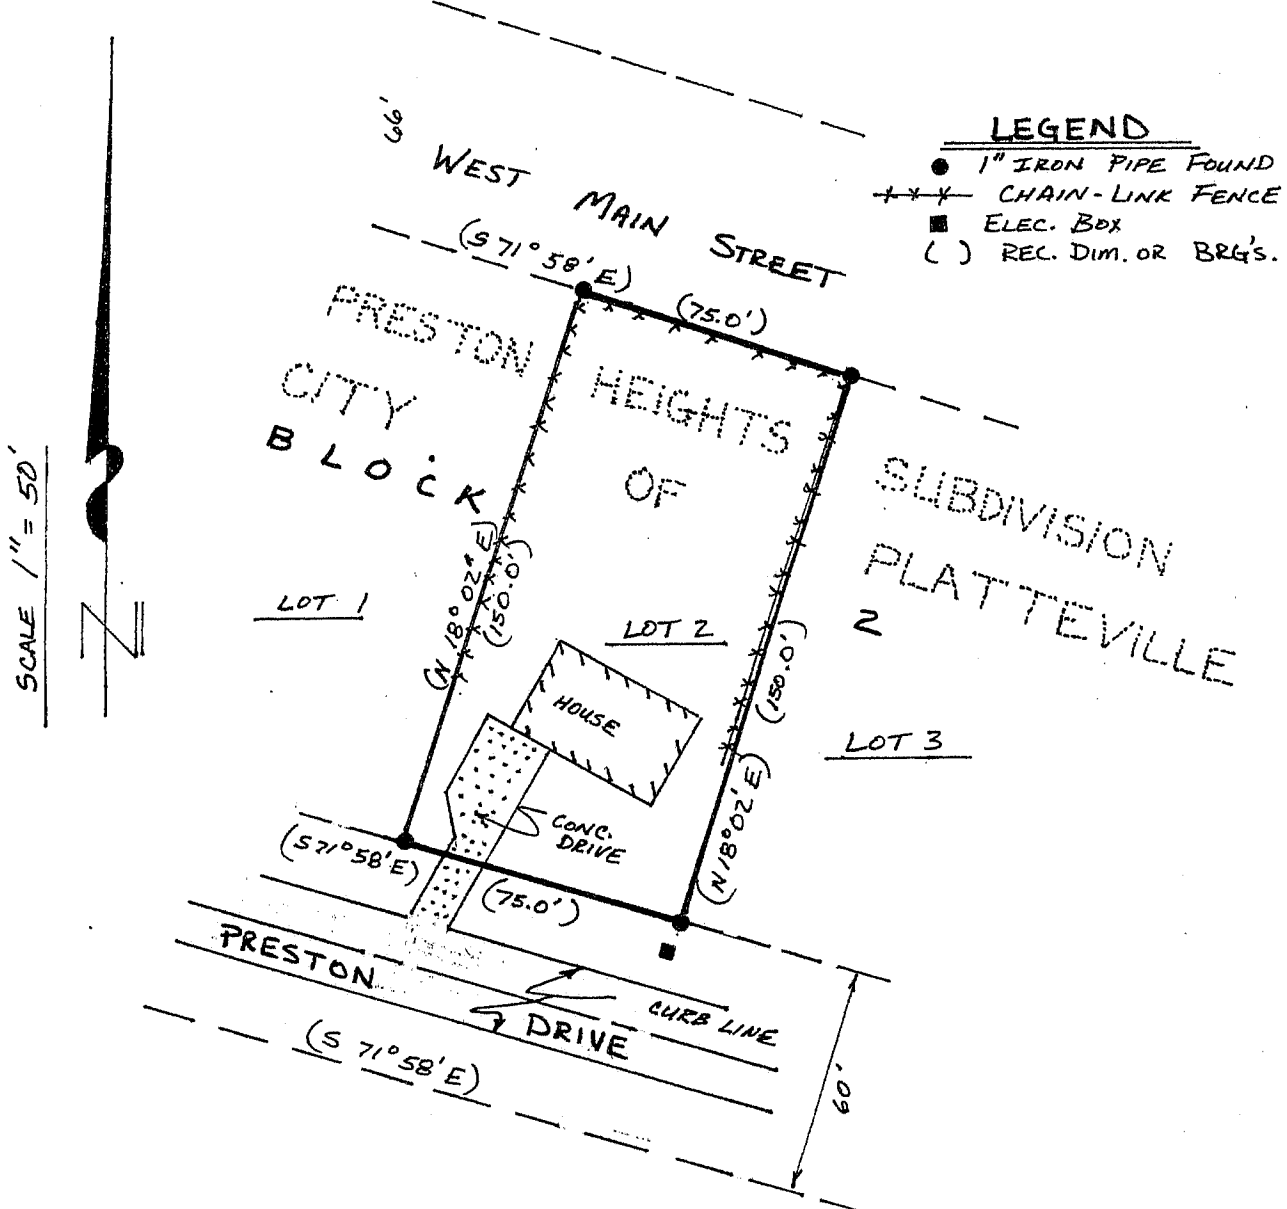 LEGEND
1" IRON PIPE FOUND
CHAIN-LINK FENCE
ELEC. BOX
( ) REC. DIM. OR BRG'S.
66'
WEST MAIN STREET
(S 71° 58' E)
(75.0')
PRESTON HEIGHTS SUBDIVISION
CITY OF PLATTEVILLE
BLOCK 2
SCALE 1" = 50'
N
(N 18° 02' E)
(150.0')
LOT 1
LOT 2
LOT 3
HOUSE
(150.0')
(N 18° 02' E)
CONC.
DRIVE
(S 71° 58' E)
(75.0')
PRESTON DRIVE
CURB LINE
(S 71° 58' E)
60'